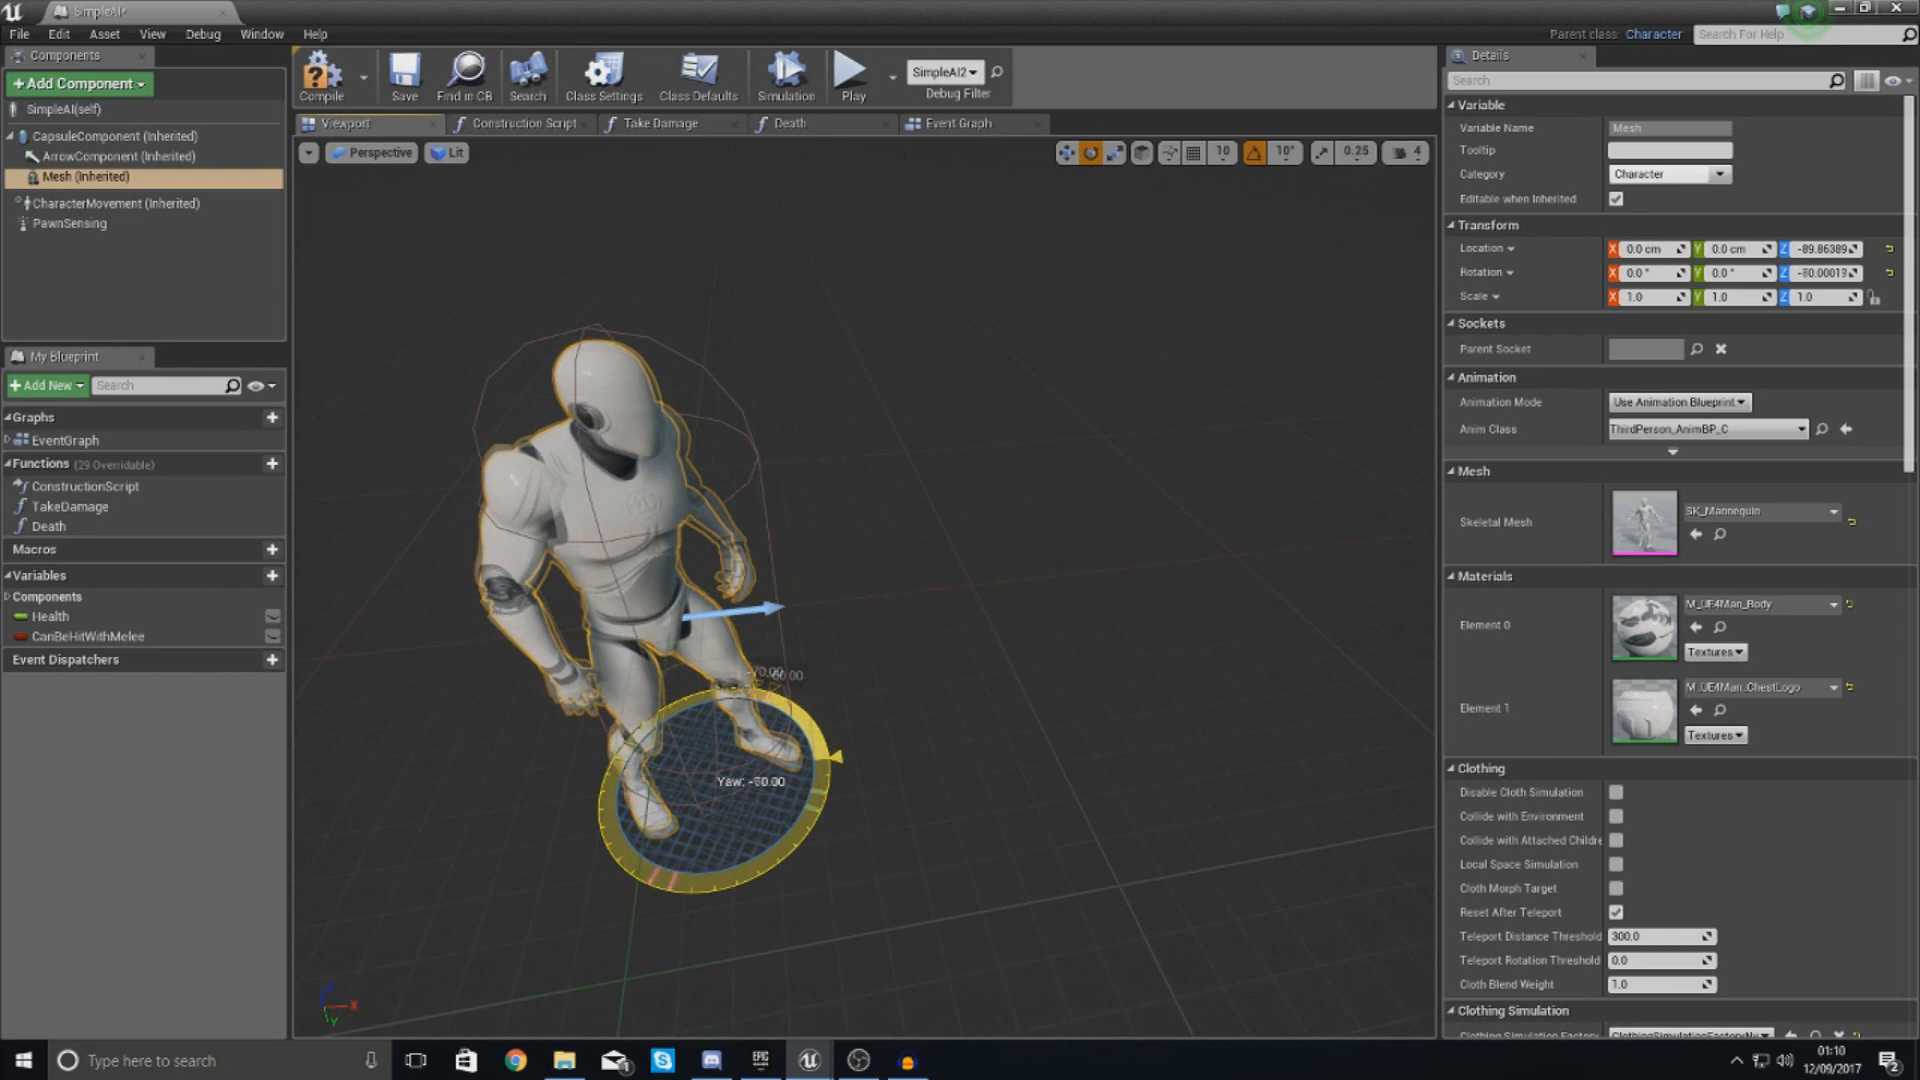 SimpleAI*
File Edit Asset View Debug Window Help
Parent class: Character
Search For Help
Components
+Add Component
SimpleAI(self)
CapsuleComponent (Inherited)
ArrowComponent (Inherited)
Mesh (Inherited)
CharacterMovement (Inherited)
PawnSensing
Compile
Save
Find in CB
Search
Class Settings
Class Defaults
Simulation
Play
SimpleAI2
Debug Filter
Viewport
Construction Script
Take Damage
Death
Event Graph
Perspective
Lit
10
10°
0.25
4
My Blueprint
+Add New
Search
Graphs
EventGraph
Functions (29 Overridable)
ConstructionScript
TakeDamage
Death
Macros
Variables
Components
Health
CanBeHitWithMelee
Event Dispatchers
Yaw: -80.00
X
Y
Details
Search
Variable
Variable Name Mesh
Tooltip
Category Character
Editable when Inherited
Transform
Location X 0.0 cm Y 0.0 cm Z -89.86389
Rotation X 0.0 ° Y 0.0 ° Z -80.00019
Scale X 1.0 Y 1.0 Z 1.0
Sockets
Parent Socket
Animation
Animation Mode Use Animation Blueprint
Anim Class ThirdPerson_AnimBP_C
Mesh
Skeletal Mesh SK_Mannequin
Materials
Element 0 M_UE4Man_Body
Textures
Element 1 M_UE4Man_ChestLogo
Textures
Clothing
Disable Cloth Simulation
Collide with Environment
Collide with Attached Childre
Local Space Simulation
Cloth Morph Target
Reset After Teleport
Teleport Distance Threshold 300.0
Teleport Rotation Threshold 0.0
Cloth Blend Weight 1.0
Clothing Simulation
Clothing Simulation Factory ClothingSimulationFactoryNv
Type here to search
EPIC
01:10
12/09/2017
2